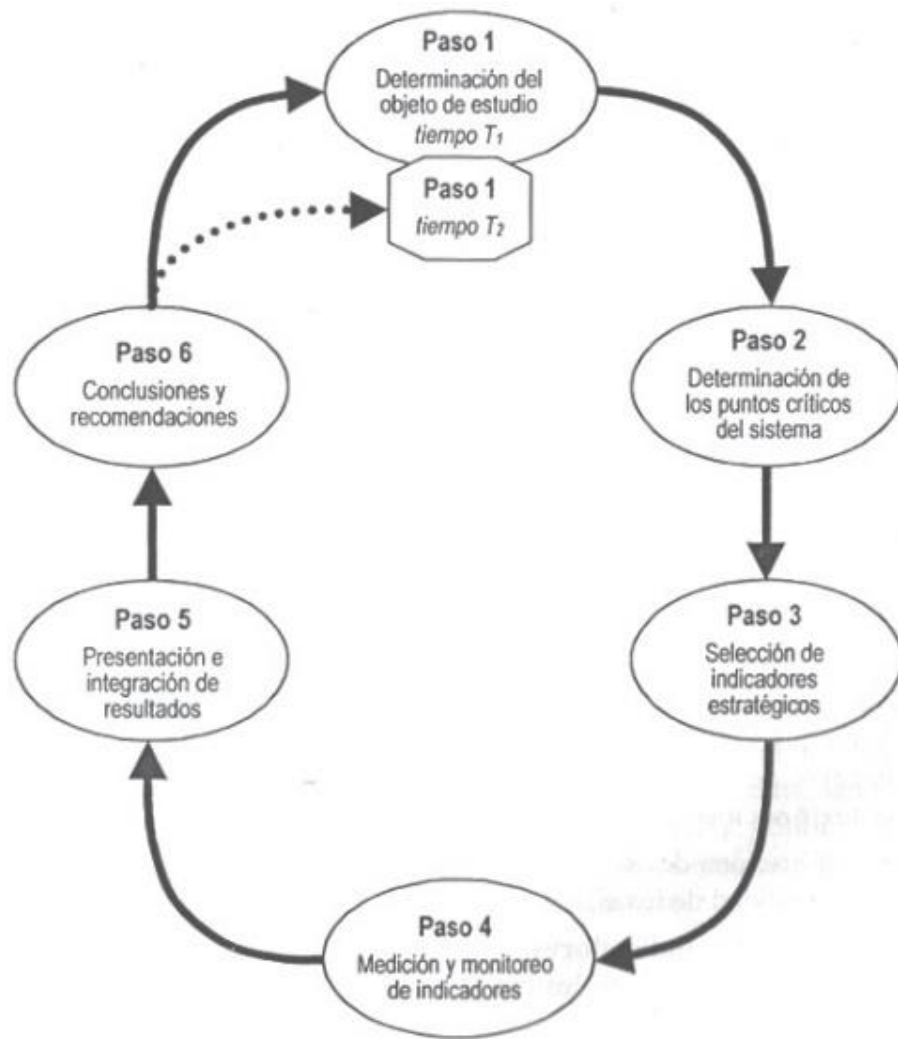 Paso 1
Determinación del
objeto de estudio
tiempo T₁
Paso 1
tiempo T₂
Paso 2
Determinación de
los puntos críticos
del sistema
Paso 3
Selección de
indicadores
estratégicos
Paso 4
Medición y monitoreo
de indicadores
Paso 5
Presentación e
integración de
resultados
Paso 6
Conclusiones y
recomendaciones